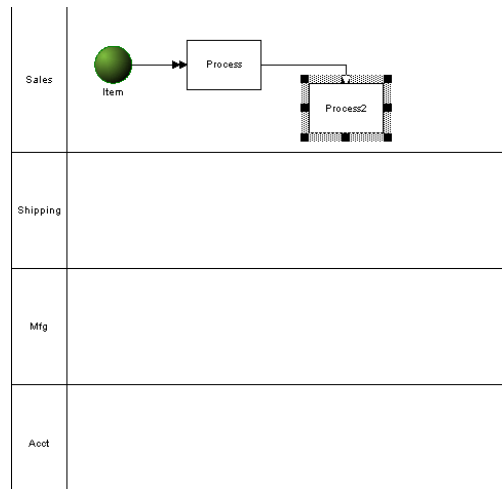 Sales
Item
Process
Process2
Shipping
Mfg
Acct